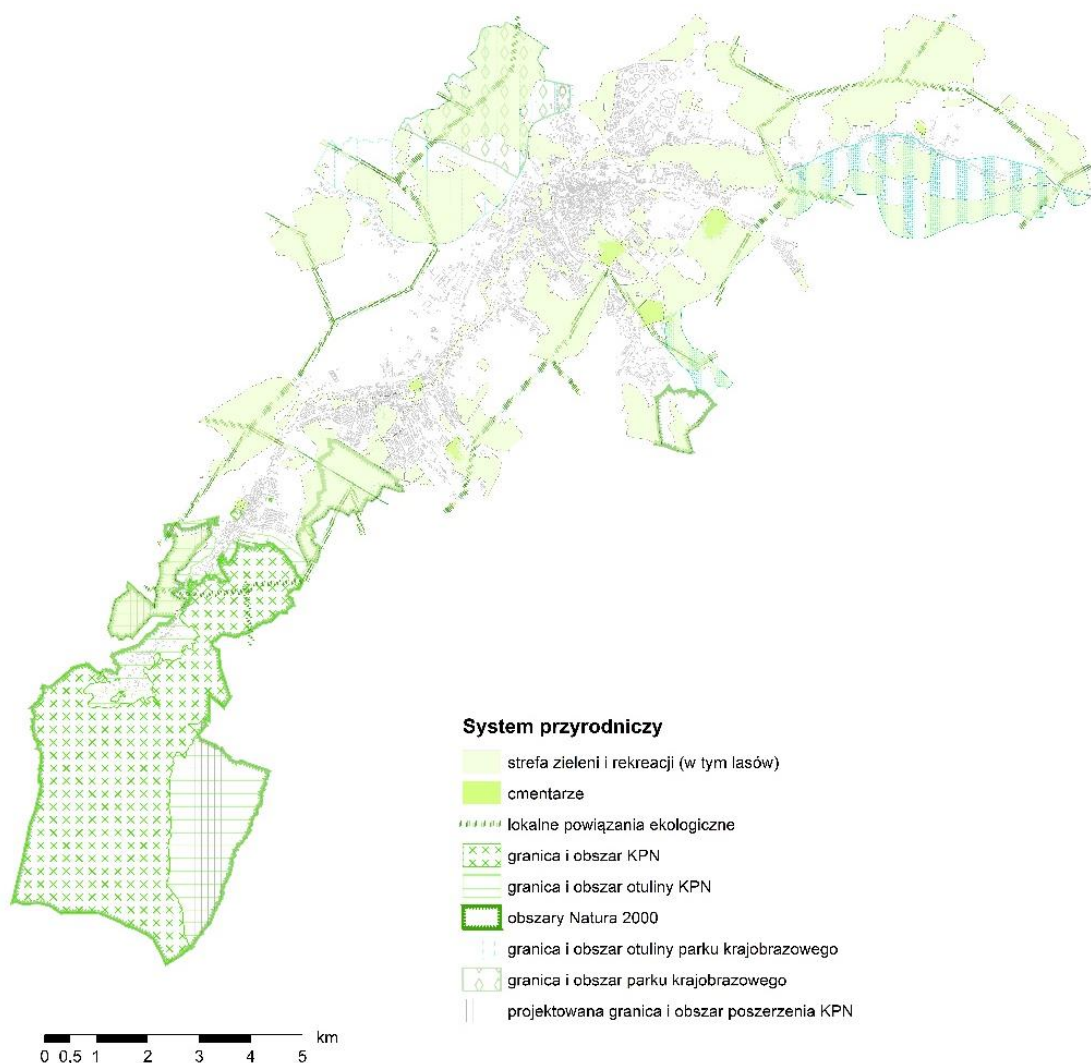 System przyrodniczy
strefa zieleni i rekreacji (w tym lasów)
cmentarze
lokalne powiązania ekologiczne
granica i obszar KPN
granica i obszar otuliny KPN
obszary Natura 2000
granica i obszar otuliny parku krajobrazowego
granica i obszar parku krajobrazowego
projektowana granica i obszar poszerzenia KPN
km
0 0,5 1 2 3 4 5